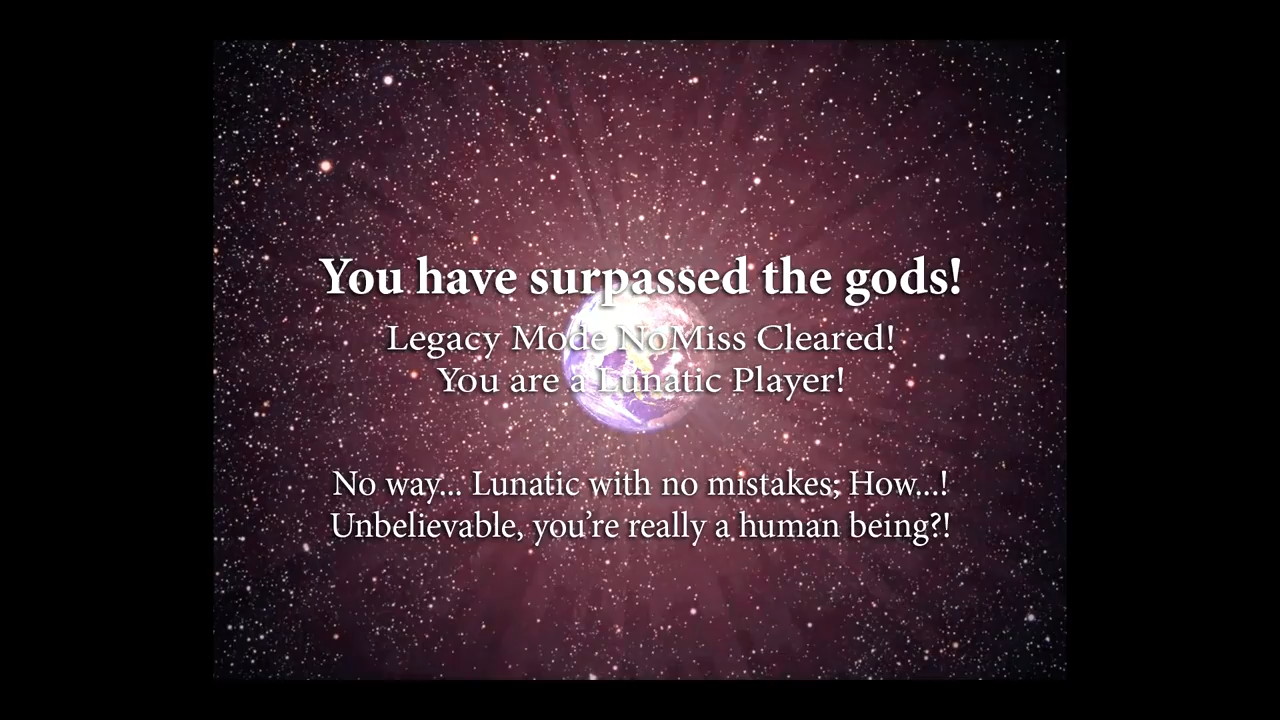 You have surpassed the gods!
Legacy Mode NoMiss Cleared!
You are a Lunatic Player!
No way... Lunatic with no mistakes; How...!
Unbelievable, you're really a human being?!